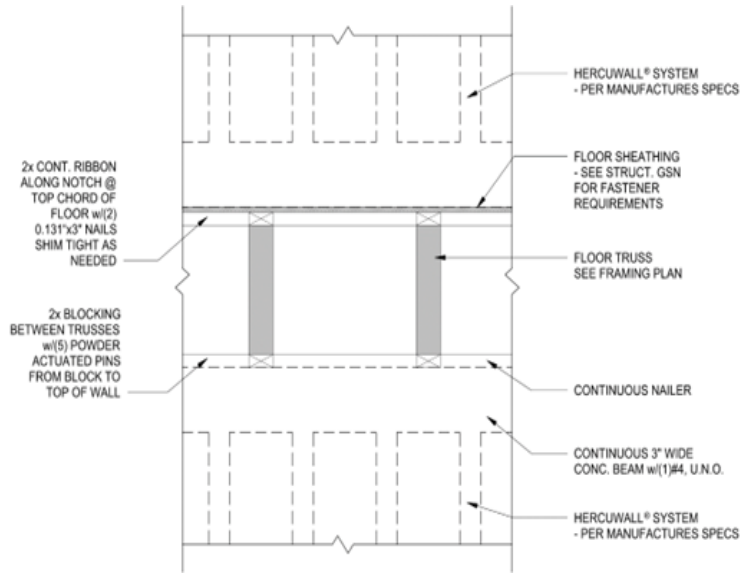 2x CONT. RIBBON
ALONG NOTCH @
TOP CHORD OF
FLOOR w/(2)
0.131"x3" NAILS
SHIM TIGHT AS
NEEDED
2x BLOCKING
BETWEEN TRUSSES
w/(5) POWDER
ACTUATED PINS
FROM BLOCK TO
TOP OF WALL
HERCUWALL® SYSTEM
- PER MANUFACTURES SPECS
FLOOR SHEATHING
- SEE STRUCT. GSN
FOR FASTENER
REQUIREMENTS
FLOOR TRUSS
SEE FRAMING PLAN
CONTINUOUS NAILER
CONTINUOUS 3" WIDE
CONC. BEAM w/(1)#4, U.N.O.
HERCUWALL® SYSTEM
- PER MANUFACTURES SPECS